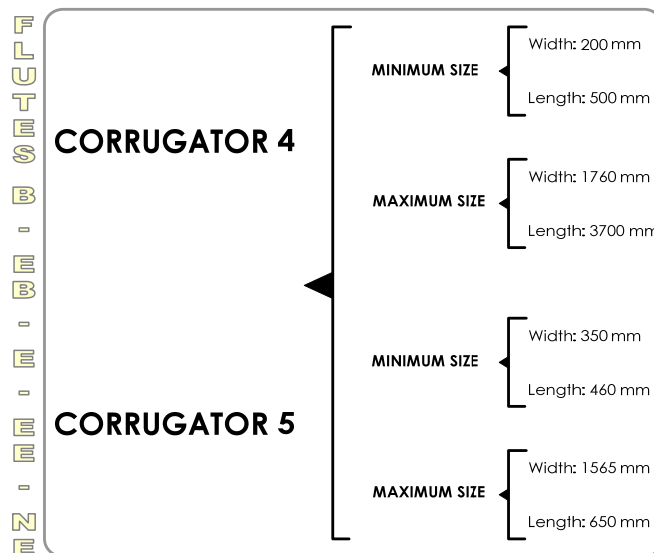 FLUTES B - EB - E - EE - NE
CORRUGATOR 4
MINIMUM SIZE
Width: 200 mm
Length: 500 mm
MAXIMUM SIZE
Width: 1760 mm
Length: 3700 mm
CORRUGATOR 5
MINIMUM SIZE
Width: 350 mm
Length: 460 mm
MAXIMUM SIZE
Width: 1565 mm
Length: 650 mm